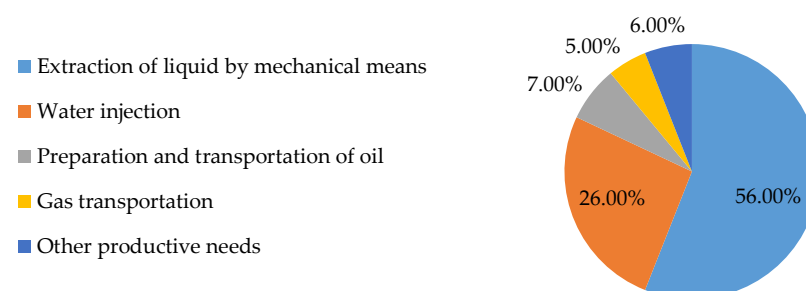 Extraction of liquid by mechanical means
Water injection
Preparation and transportation of oil
Gas transportation
Other productive needs
6.00%
5.00%
7.00%
26.00%
56.00%